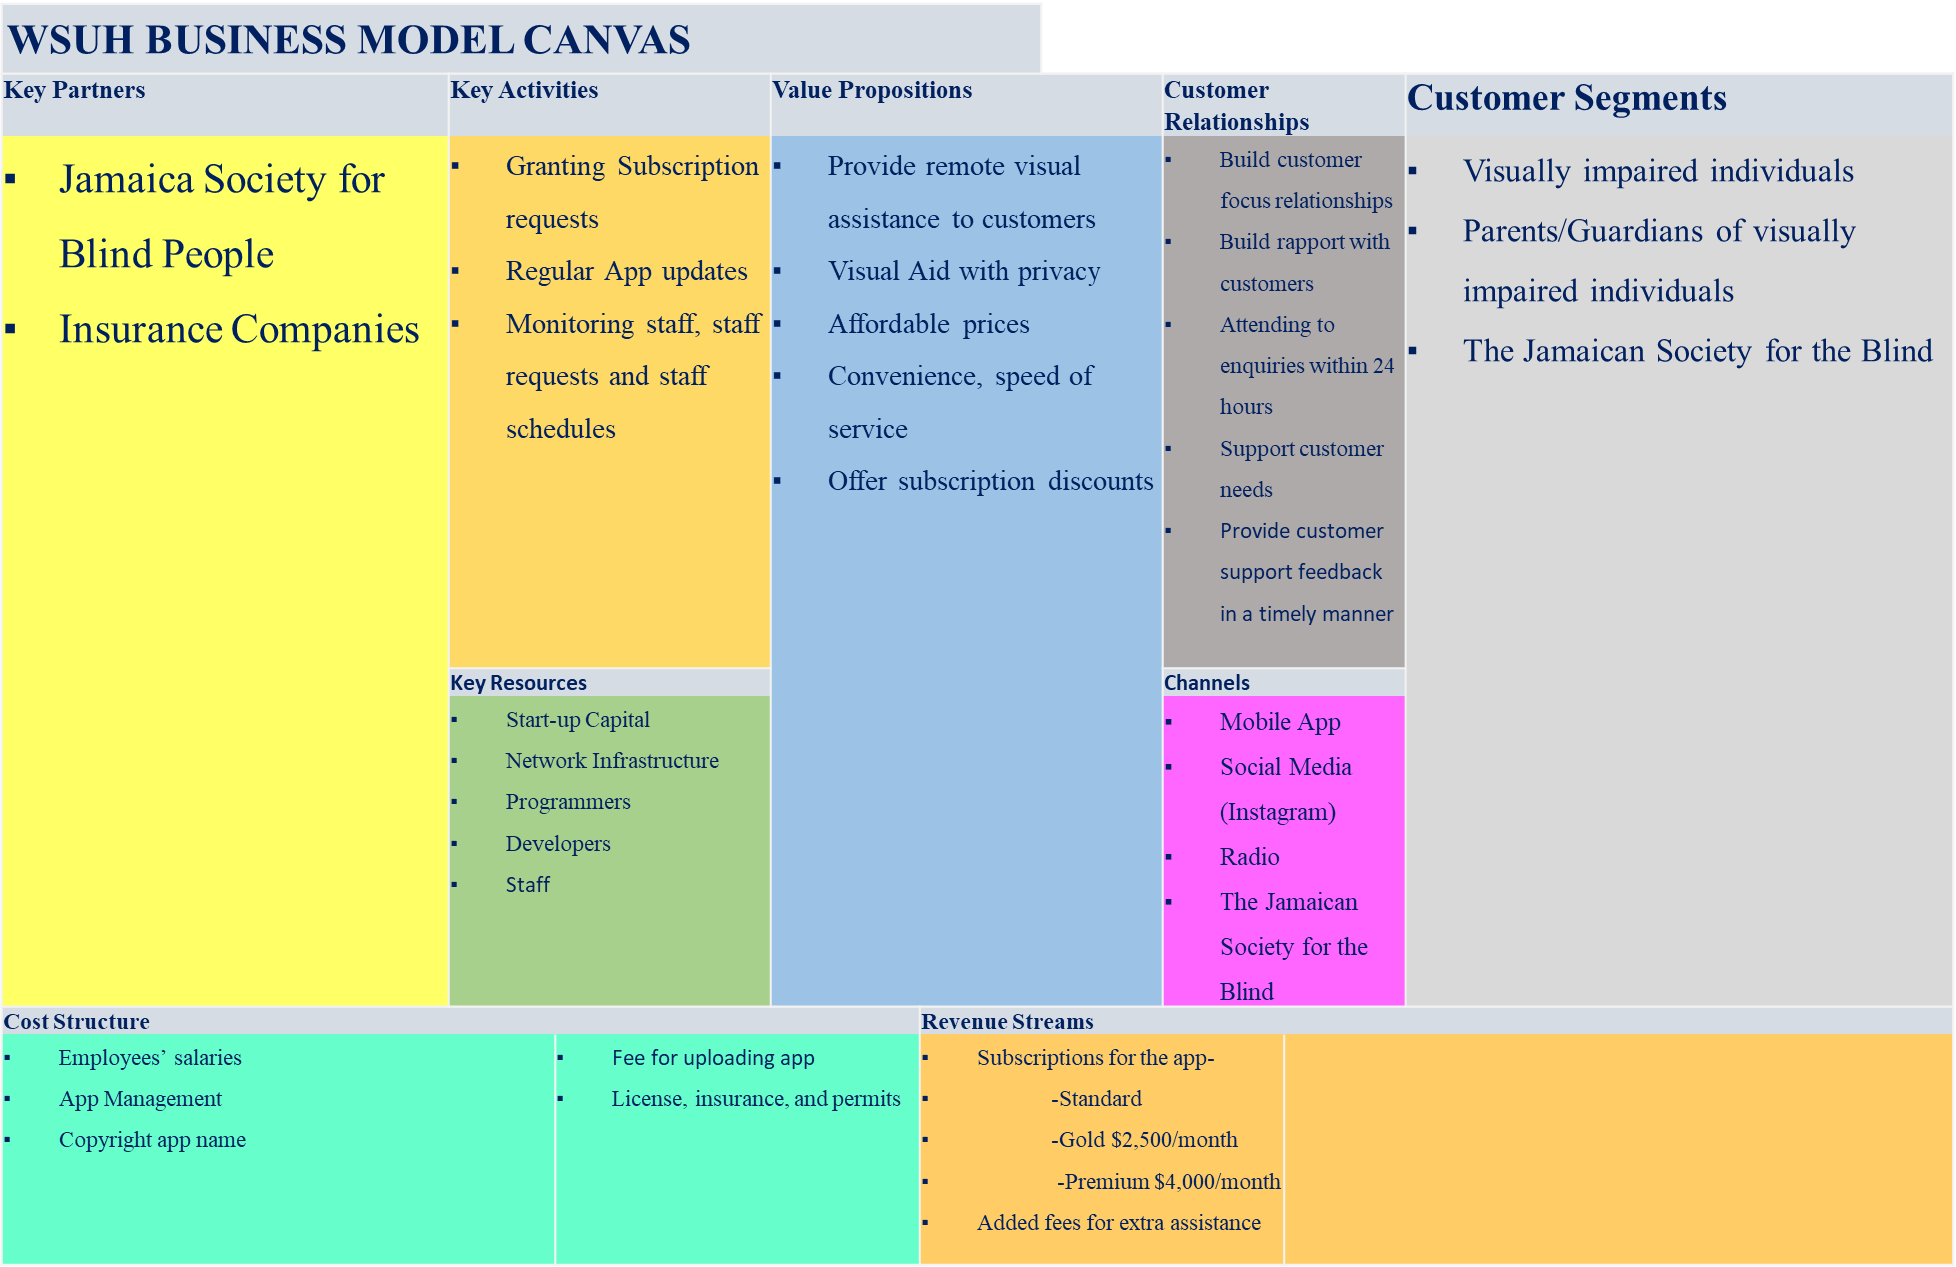 WSUH BUSINESS MODEL CANVAS
Key Partners
▪ Jamaica Society for
Blind People
▪ Insurance Companies
Key Activities
▪ Granting Subscription
requests
▪ Regular App updates
▪ Monitoring staff, staff
requests and staff
schedules
Key Resources
▪ Start-up Capital
▪ Network Infrastructure
▪ Programmers
▪ Developers
▪ Staff
Value Propositions
▪ Provide remote visual
assistance to customers
▪ Visual Aid with privacy
▪ Affordable prices
▪ Convenience, speed of
service
▪ Offer subscription discounts
Customer
Relationships
▪ Build customer
focus relationships
▪ Build rapport with
customers
▪ Attending to
enquiries within 24
hours
▪ Support customer
needs
▪ Provide customer
support feedback
in a timely manner
Channels
▪ Mobile App
▪ Social Media
(Instagram)
▪ Radio
▪ The Jamaican
Society for the
Blind
Customer Segments
▪ Visually impaired individuals
▪ Parents/Guardians of visually
impaired individuals
▪ The Jamaican Society for the Blind
Cost Structure
▪ Employees’ salaries
▪ App Management
▪ Copyright app name
▪ Fee for uploading app
▪ License, insurance, and permits
Revenue Streams
▪ Subscriptions for the app-
▪ -Standard
▪ -Gold $2,500/month
▪ -Premium $4,000/month
▪ Added fees for extra assistance